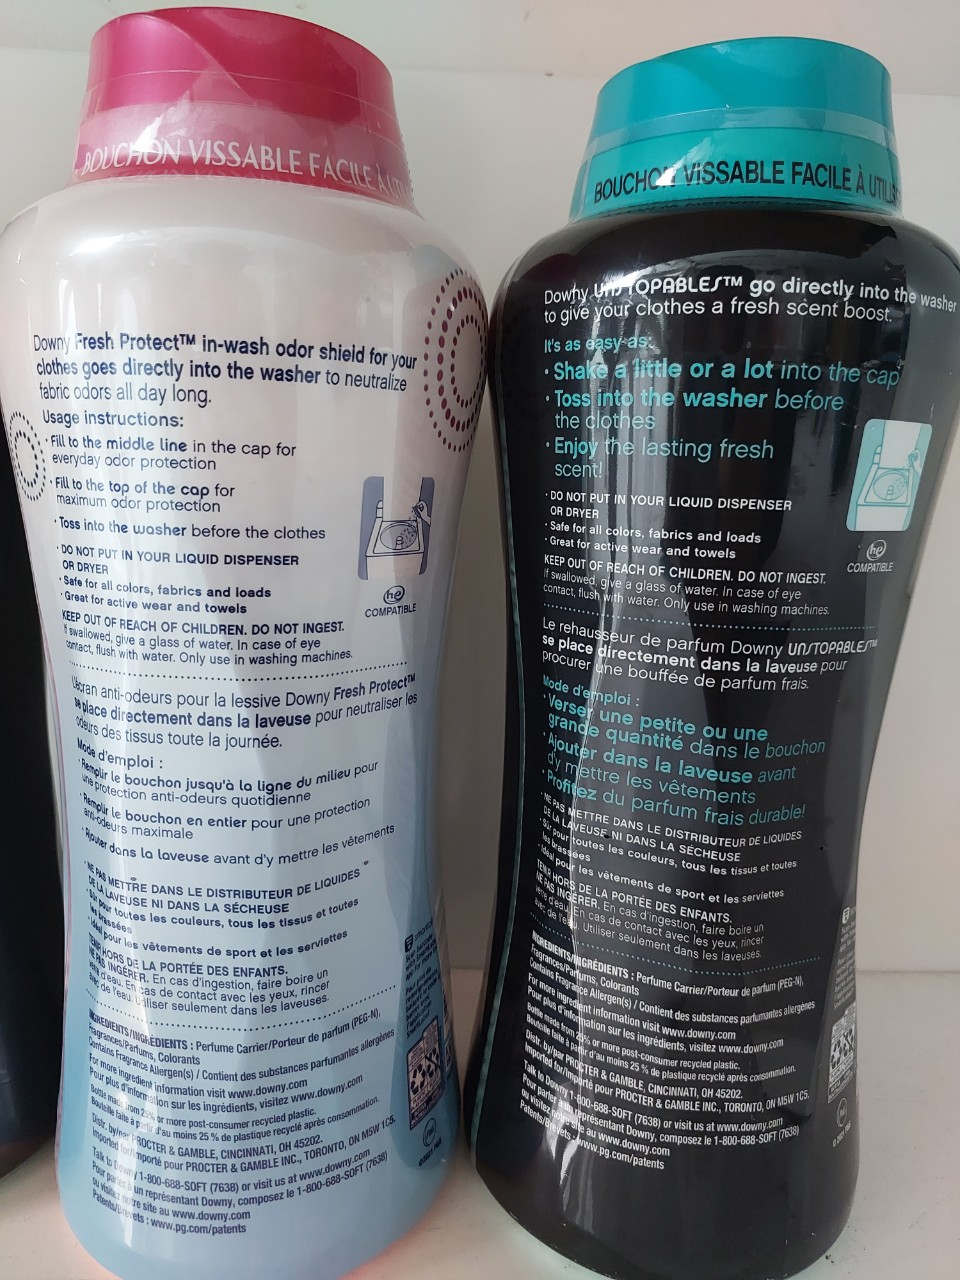 BOUCHON VISSABLE FACILE À
Downy Fresh Protect™ in-wash odor shield for your
clothes goes directly into the washer to neutralize
fabric odors all day long.
Usage instructions:
· Fill to the middle line in the cap for
everyday odor protection
· Fill to the top of the cap for
maximum odor protection
· Toss into the washer before the clothes
· DO NOT PUT IN YOUR LIQUID DISPENSER
OR DRYER
· Safe for all colors, fabrics and loads
· Great for active wear and towels
he
COMPATIBLE
KEEP OUT OF REACH OF CHILDREN. DO NOT INGEST.
If swallowed, give a glass of water. In case of eye
contact, flush with water. Only use in washing machines.
L'écran anti-odeurs pour la lessive Downy Fresh Protect™
se place directement dans la laveuse pour neutraliser les
odeurs des tissus toute la journée.
Mode d'emploi :
· Remplir le bouchon jusqu'à la ligne du milieu pour
une protection anti-odeurs quotidienne
· Remplir le bouchon en entier pour une protection
anti-odeurs maximale
· Ajouter dans la laveuse avant d'y mettre les vêtements
· NE PAS METTRE DANS LE DISTRIBUTEUR DE LIQUIDES
DE LA LAVEUSE NI DANS LA SÉCHEUSE
· Sûr pour toutes les couleurs, tous les tissus et toutes
les brassées
· Idéal pour les vêtements de sport et les serviettes
TENIR HORS DE LA PORTÉE DES ENFANTS.
NE PAS INGÉRER. En cas d'ingestion, faire boire un
verre d'eau. En cas de contact avec les yeux, rincer
avec de l'eau. Utiliser seulement dans les laveuses.
INGREDIENTS/INGRÉDIENTS : Perfume Carrier/Porteur de parfum (PEG-N),
Fragrances/Parfums, Colorants
Contains Fragrance Allergen(s) / Contient des substances parfumantes allergènes
For more ingredient information visit www.downy.com
Pour plus d'information sur les ingrédients, visitez www.downy.com
Bottle made from 25% or more post-consumer recycled plastic.
Bouteille faite à partir d'au moins 25 % de plastique recyclé après consommation.
Distr. by/par PROCTER & GAMBLE, CINCINNATI, OH 45202.
Imported for/Importé pour PROCTER & GAMBLE INC., TORONTO, ON M5W 1C5.
Talk to Downy 1-800-688-SOFT (7638) or visit us at www.downy.com
Pour parler à un représentant Downy, composez le 1-800-688-SOFT (7638)
ou visitez notre site au www.downy.com
Patents/Brevets : www.pg.com/patents
BOUCHON VISSABLE FACILE À
Downy UNSTOPABLES™ go directly into the washer
to give your clothes a fresh scent boost.
It's as easy as:
· Shake a little or a lot into the cap
· Toss into the washer before
the clothes
· Enjoy the lasting fresh
scent!
· DO NOT PUT IN YOUR LIQUID DISPENSER
OR DRYER
· Safe for all colors, fabrics and loads
· Great for active wear and towels
he
COMPATIBLE
KEEP OUT OF REACH OF CHILDREN. DO NOT INGEST.
If swallowed, give a glass of water. In case of eye
contact, flush with water. Only use in washing machines.
Le rehausseur de parfum Downy UNSTOPABLES™
se place directement dans la laveuse pour
procurer une bouffée de parfum frais.
Mode d'emploi :
· Verser une petite ou une
grande quantité dans le bouchon
· Ajouter dans la laveuse avant
d'y mettre les vêtements
· Profitez du parfum frais durable!
· NE PAS METTRE DANS LE DISTRIBUTEUR DE LIQUIDES
DE LA LAVEUSE NI DANS LA SÉCHEUSE
· Sûr pour toutes les couleurs, tous les tissus et toutes
les brassées
· Idéal pour les vêtements de sport et les serviettes
TENIR HORS DE LA PORTÉE DES ENFANTS.
NE PAS INGÉRER. En cas d'ingestion, faire boire un
verre d'eau. En cas de contact avec les yeux, rincer
avec de l'eau. Utiliser seulement dans les laveuses.
INGREDIENTS/INGRÉDIENTS : Perfume Carrier/Porteur de parfum (PEG-N),
Fragrances/Parfums, Colorants
Contains Fragrance Allergen(s) / Contient des substances parfumantes allergènes
For more ingredient information visit www.downy.com
Pour plus d'information sur les ingrédients, visitez www.downy.com
Bottle made from 25% or more post-consumer recycled plastic.
Bouteille faite à partir d'au moins 25 % de plastique recyclé après consommation.
Distr. by/par PROCTER & GAMBLE, CINCINNATI, OH 45202.
Imported for/Importé pour PROCTER & GAMBLE INC., TORONTO, ON M5W 1C5.
Talk to Downy 1-800-688-SOFT (7638) or visit us at www.downy.com
Pour parler à un représentant Downy, composez le 1-800-688-SOFT (7638)
ou visitez notre site au www.downy.com
Patents/Brevets : www.pg.com/patents